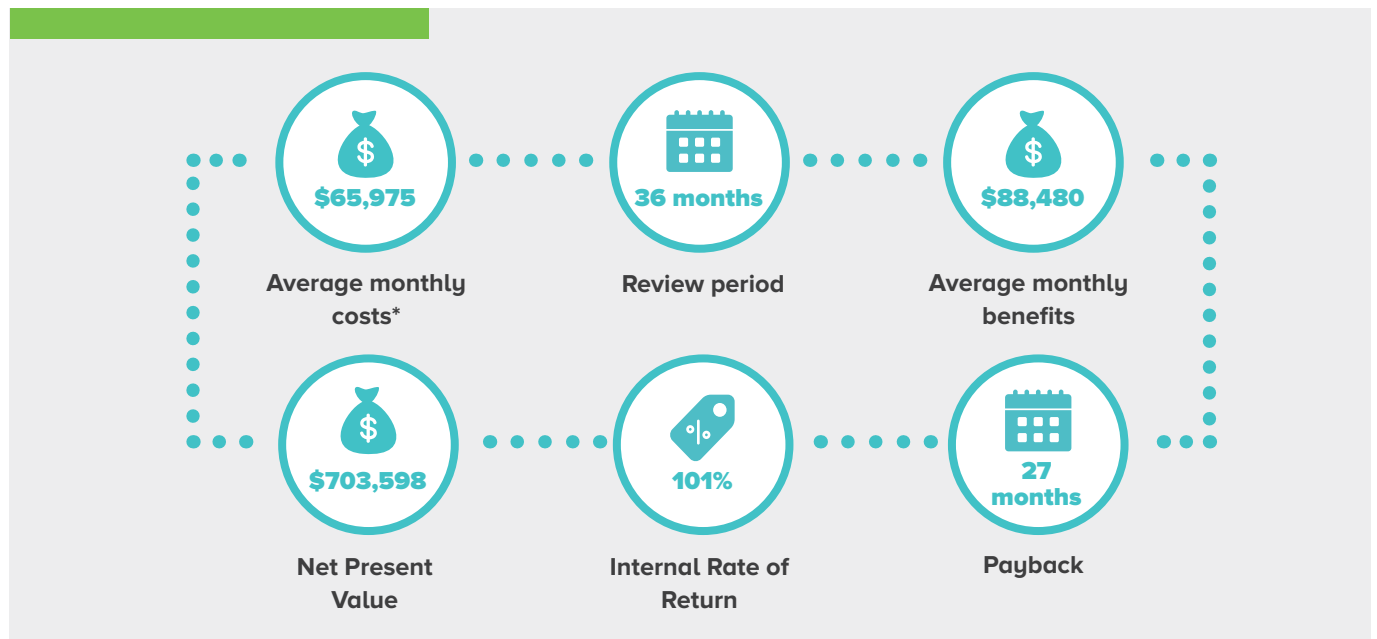 $65,975
Average monthly
costs*
36 months
Review period
$88,480
Average monthly
benefits
$703,598
Net Present
Value
101%
Internal Rate of
Return
27
months
Payback